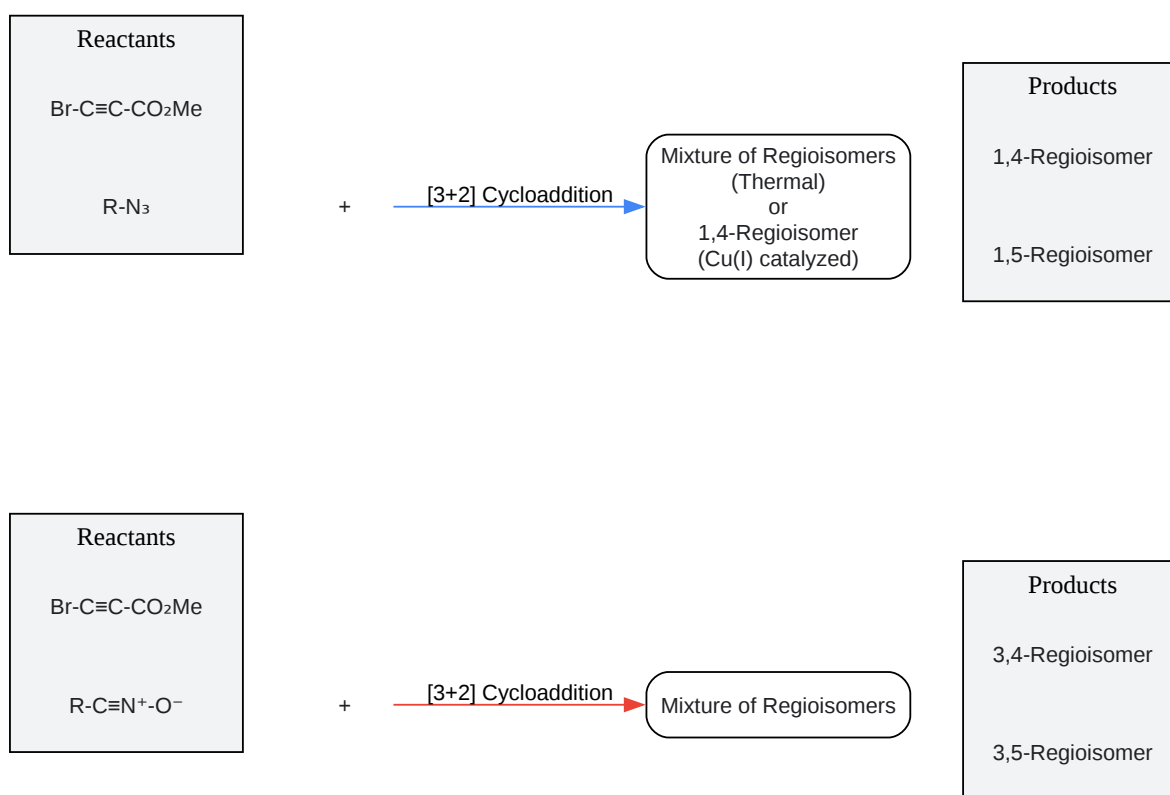 Reactants
Br-C≡C-CO₂Me
R-N₃
+
[3+2] Cycloaddition
Mixture of Regioisomers
(Thermal)
or
1,4-Regioisomer
(Cu(I) catalyzed)
Products
1,4-Regioisomer
1,5-Regioisomer
Reactants
Br-C≡C-CO₂Me
R-C≡N⁺-O⁻
+
[3+2] Cycloaddition
Mixture of Regioisomers
Products
3,4-Regioisomer
3,5-Regioisomer